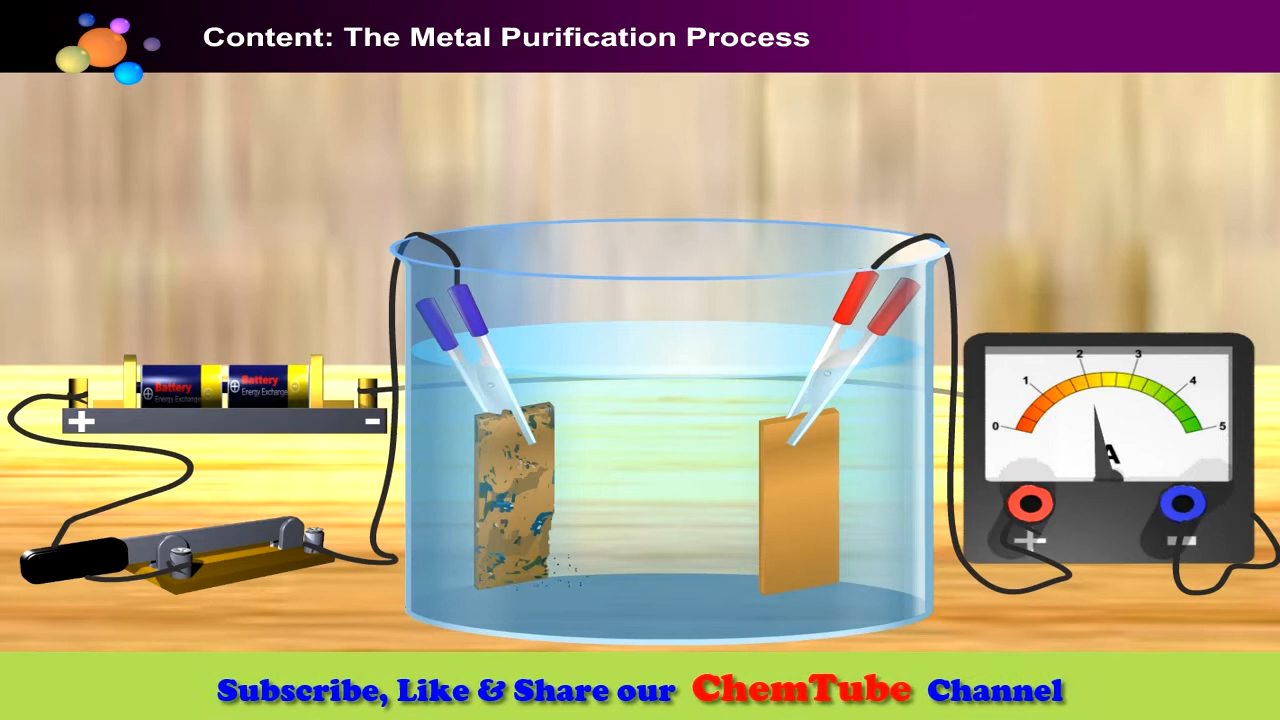 Content: The Metal Purification Process
Battery
Energy Exchange
Battery
Energy Exchange
+
-
0
1
2
3
4
5
A
+
-
Subscribe, Like & Share our ChemTube Channel